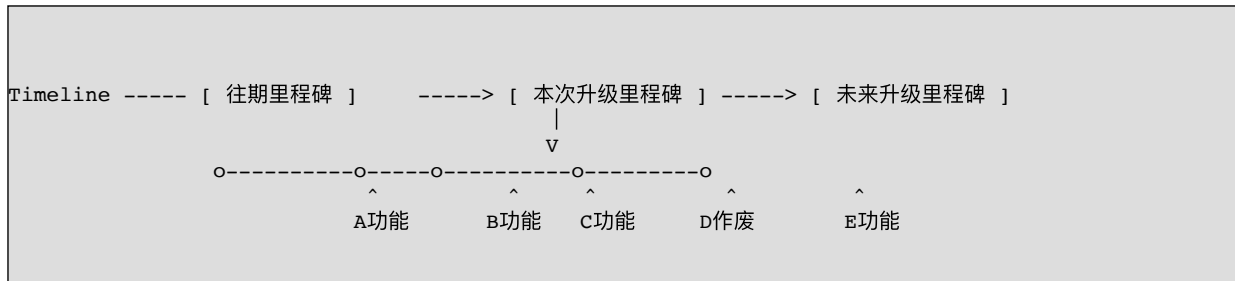 Timeline ----- [ 往期里程碑 ] -----> [ 本次升级里程碑 ] -----> [ 未来升级里程碑 ]
|
V
o----------o-----o----------o---------o
^ ^ ^ ^ ^
A功能 B功能 C功能 D作废 E功能